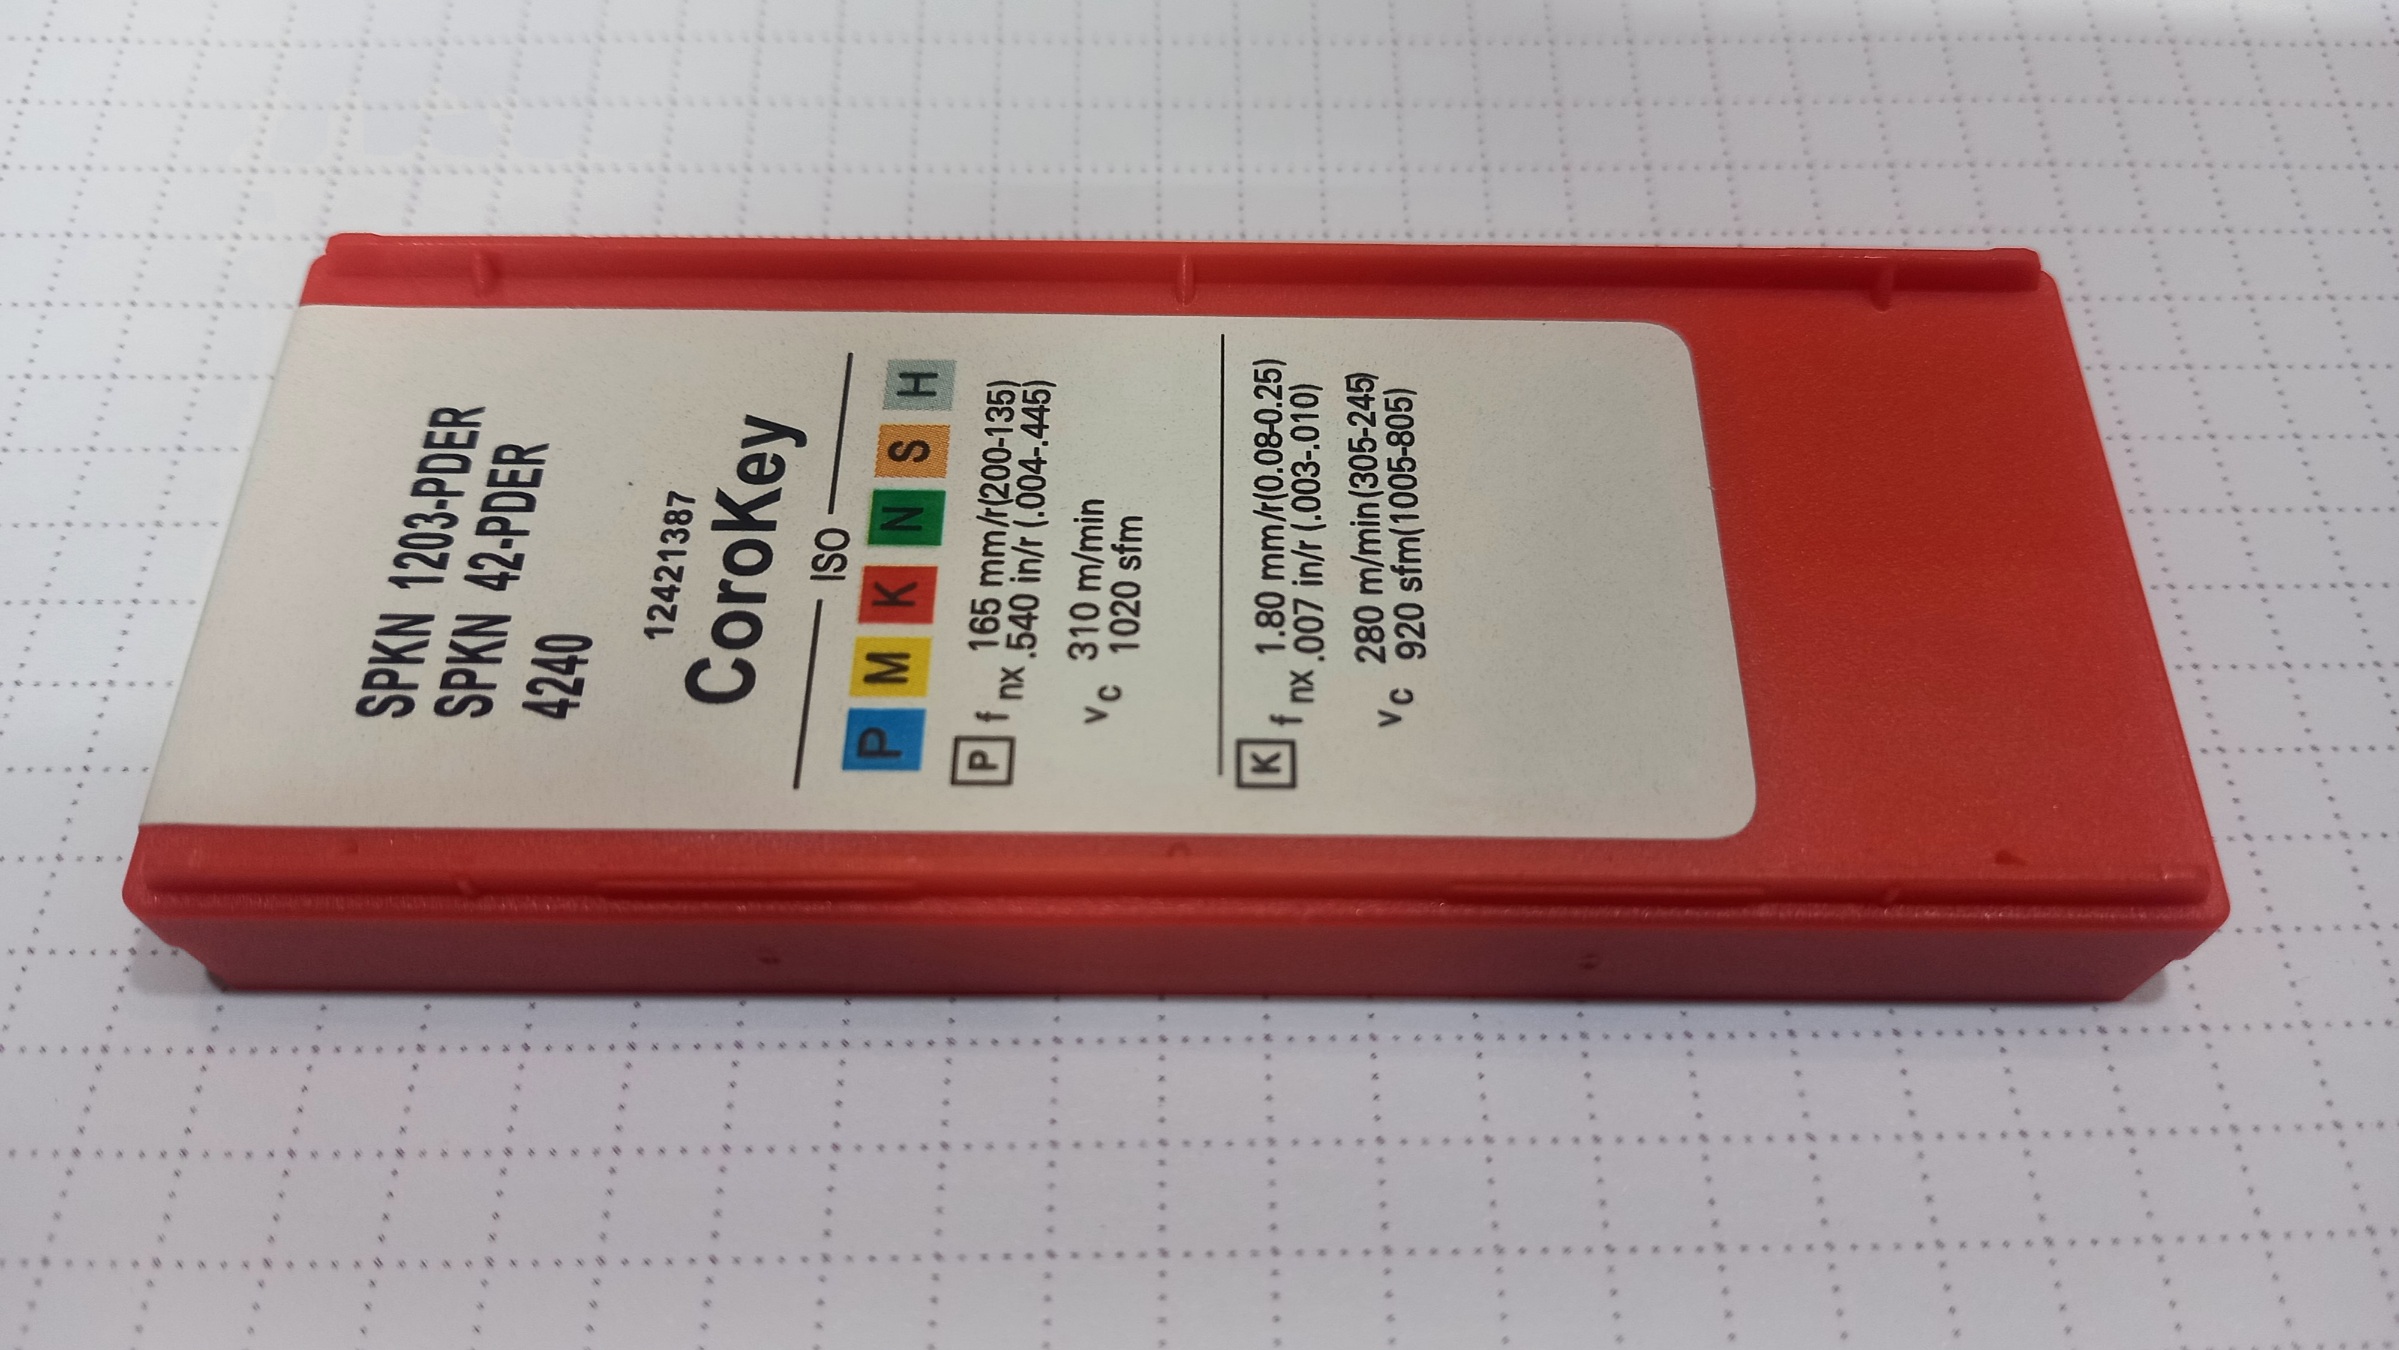 SPKN 1203-PDER
SPKN 42-PDER
4240
12421387
CoroKey
ISO
P M K N S H
P f nx 165 mm/r(200-135)
.540 in/r (.004-.445)
vc 310 m/min
1020 sfm
K f nx 1.80 mm/r(0.08-0.25)
.007 in/r (.003-.010)
vc 280 m/min(305-245)
920 sfm(1005-805)